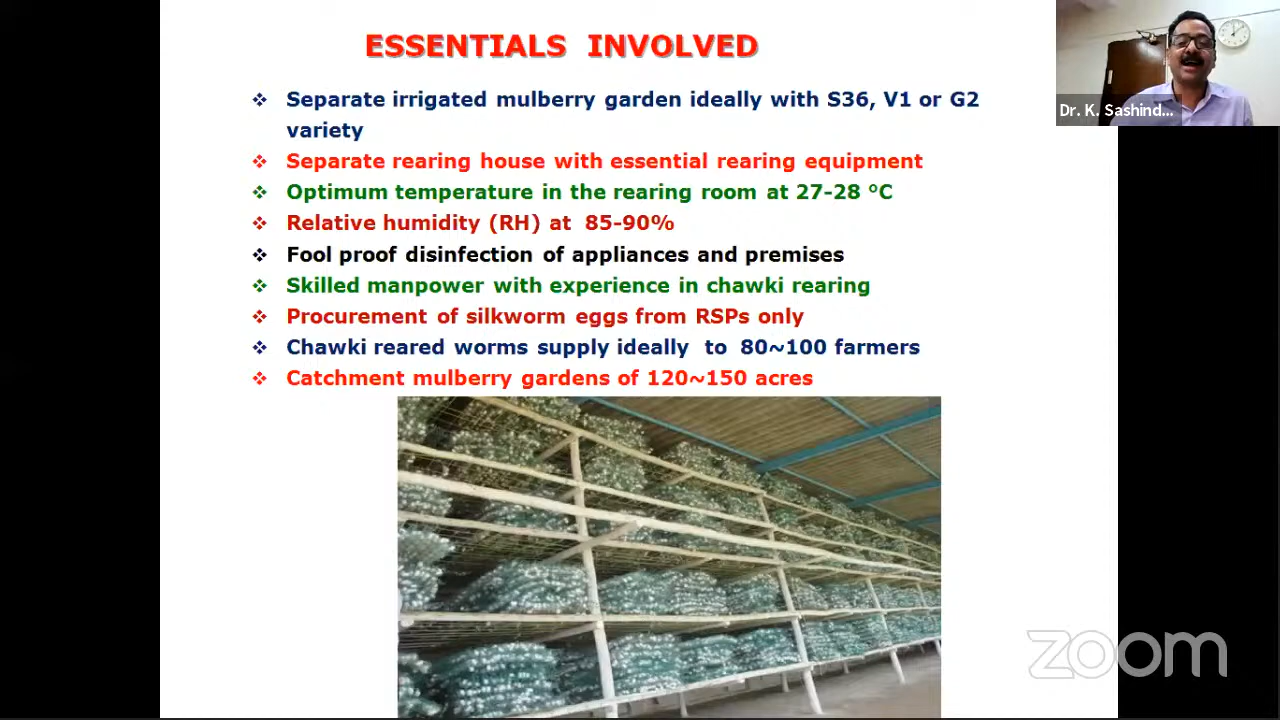 ESSENTIALS INVOLVED
Dr. K. Sashind...
❖ Separate irrigated mulberry garden ideally with S36, V1 or G2
variety
❖ Separate rearing house with essential rearing equipment
❖ Optimum temperature in the rearing room at 27-28 °C
❖ Relative humidity (RH) at 85-90%
❖ Fool proof disinfection of appliances and premises
❖ Skilled manpower with experience in chawki rearing
❖ Procurement of silkworm eggs from RSPs only
❖ Chawki reared worms supply ideally to 80~100 farmers
❖ Catchment mulberry gardens of 120~150 acres
zoom